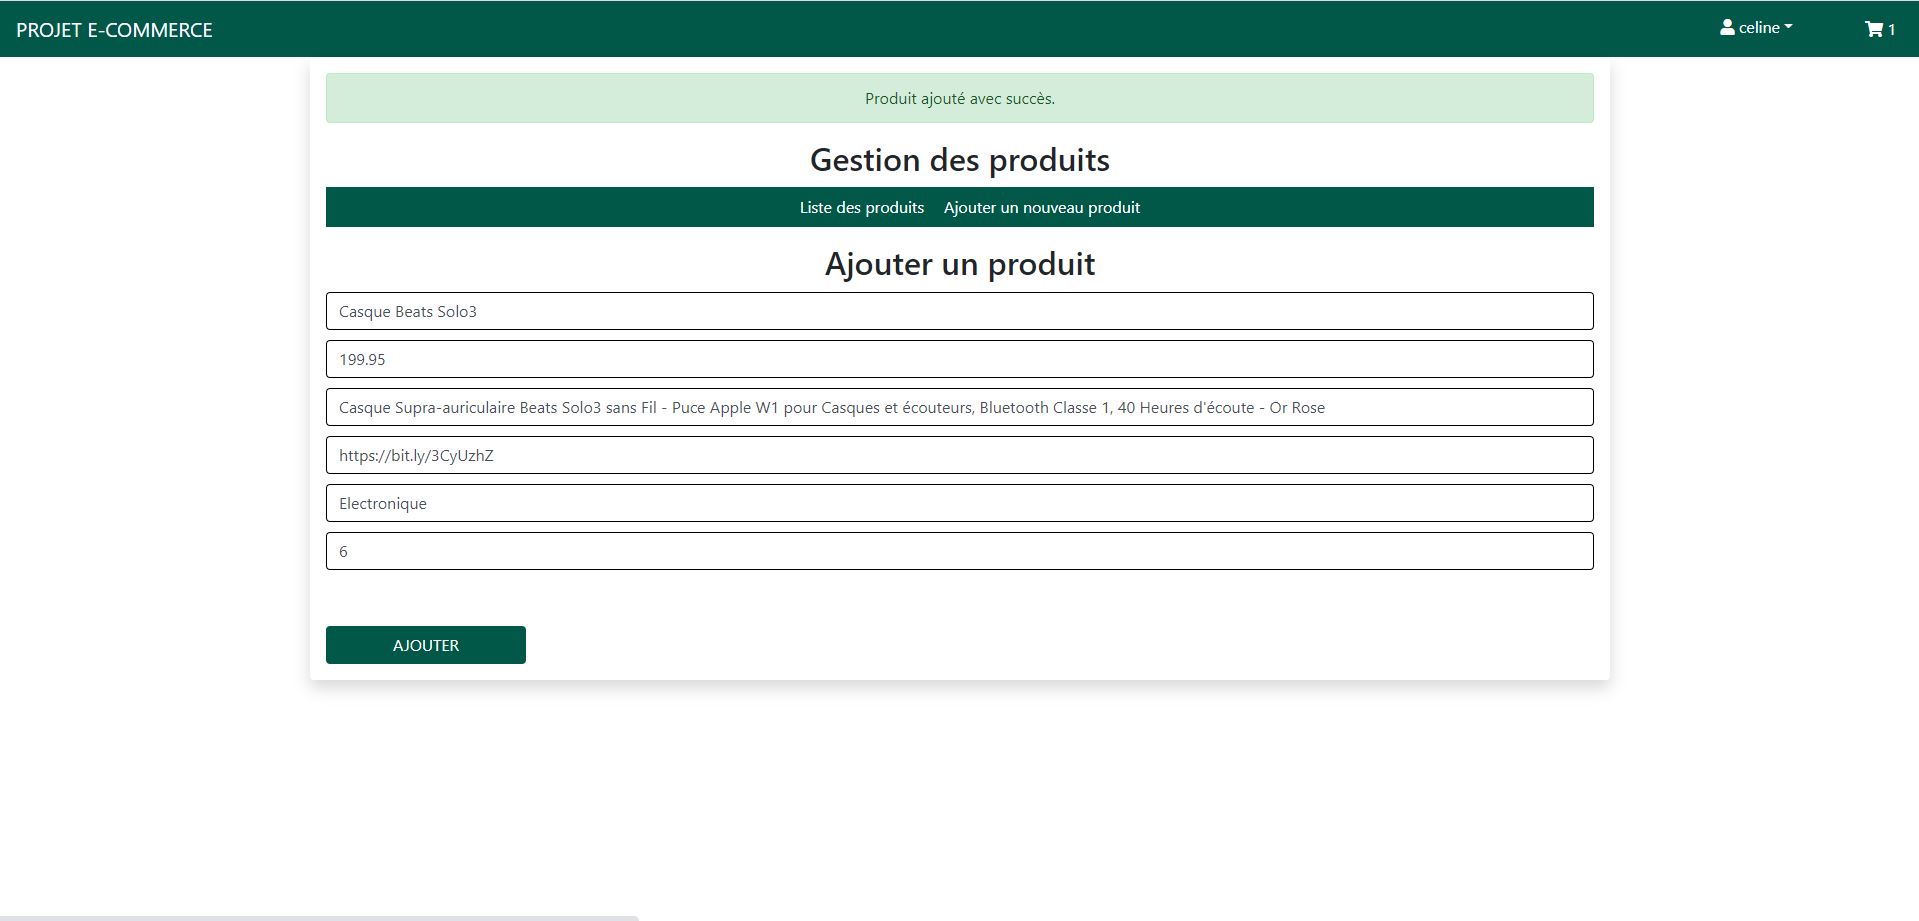 PROJET E-COMMERCE
celine
1
Produit ajouté avec succès.
Gestion des produits
Liste des produits Ajouter un nouveau produit
Ajouter un produit
Casque Beats Solo3
199.95
Casque Supra-auriculaire Beats Solo3 sans Fil - Puce Apple W1 pour Casques et écouteurs, Bluetooth Classe 1, 40 Heures d'écoute - Or Rose
https://bit.ly/3CyUzhZ
Electronique
6
AJOUTER